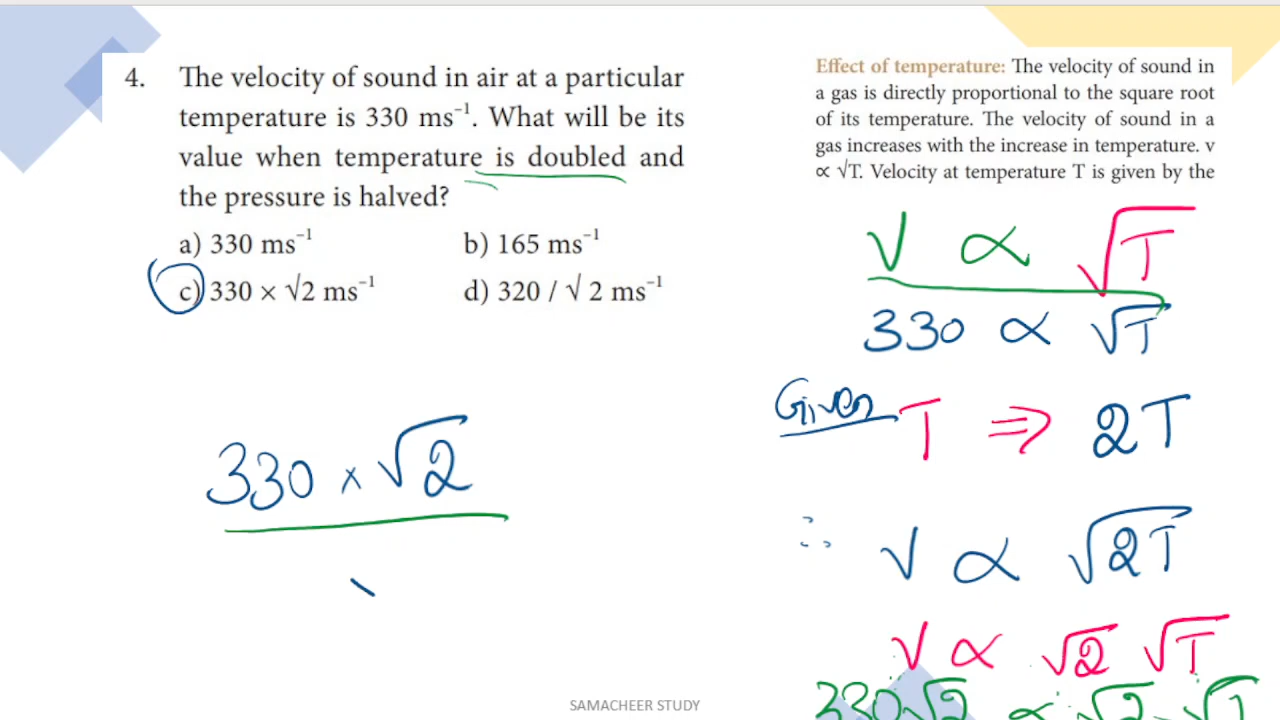 4. The velocity of sound in air at a particular
temperature is 330 ms⁻¹. What will be its
value when temperature is doubled and
the pressure is halved?
a) 330 ms⁻¹ b) 165 ms⁻¹
c) 330 × √2 ms⁻¹ d) 320 / √ 2 ms⁻¹
330 × √2
Effect of temperature: The velocity of sound in
a gas is directly proportional to the square root
of its temperature. The velocity of sound in a
gas increases with the increase in temperature. v
∝ √T. Velocity at temperature T is given by the
V ∝ √T
330 ∝ √T
Given T ⇒ 2T
∴ V ∝ √2T
V ∝ √2 √T
330√2 ∝ √2 √T
SAMACHEER STUDY